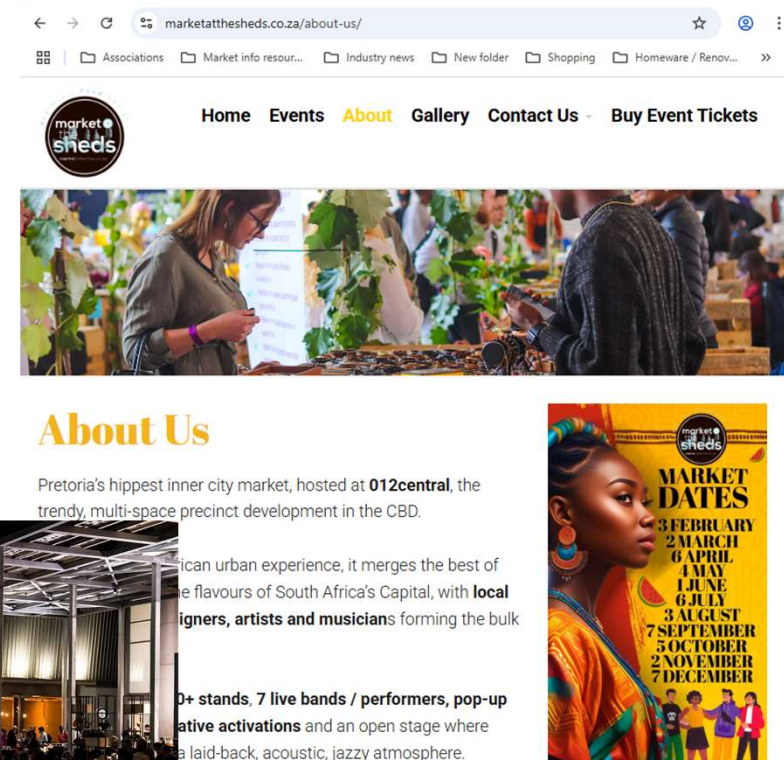 marketatthesheds.co.za/about-us/
Associations Market info resour... Industry news New folder Shopping Homeware / Renov... »
market@
the
sheds
Home Events About Gallery Contact Us Buy Event Tickets
About Us
Pretoria's hippest inner city market, hosted at 012central, the
trendy, multi-space precinct development in the CBD.
ican urban experience, it merges the best of
e flavours of South Africa's Capital, with local
igners, artists and musicians forming the bulk
0+ stands, 7 live bands / performers, pop-up
ative activations and an open stage where
a laid-back, acoustic, jazzy atmosphere.
market@
the
sheds
MARKET
DATES
3 FEBRUARY
2 MARCH
6 APRIL
4 MAY
1 JUNE
6 JULY
3 AUGUST
7 SEPTEMBER
5 OCTOBER
2 NOVEMBER
7 DECEMBER